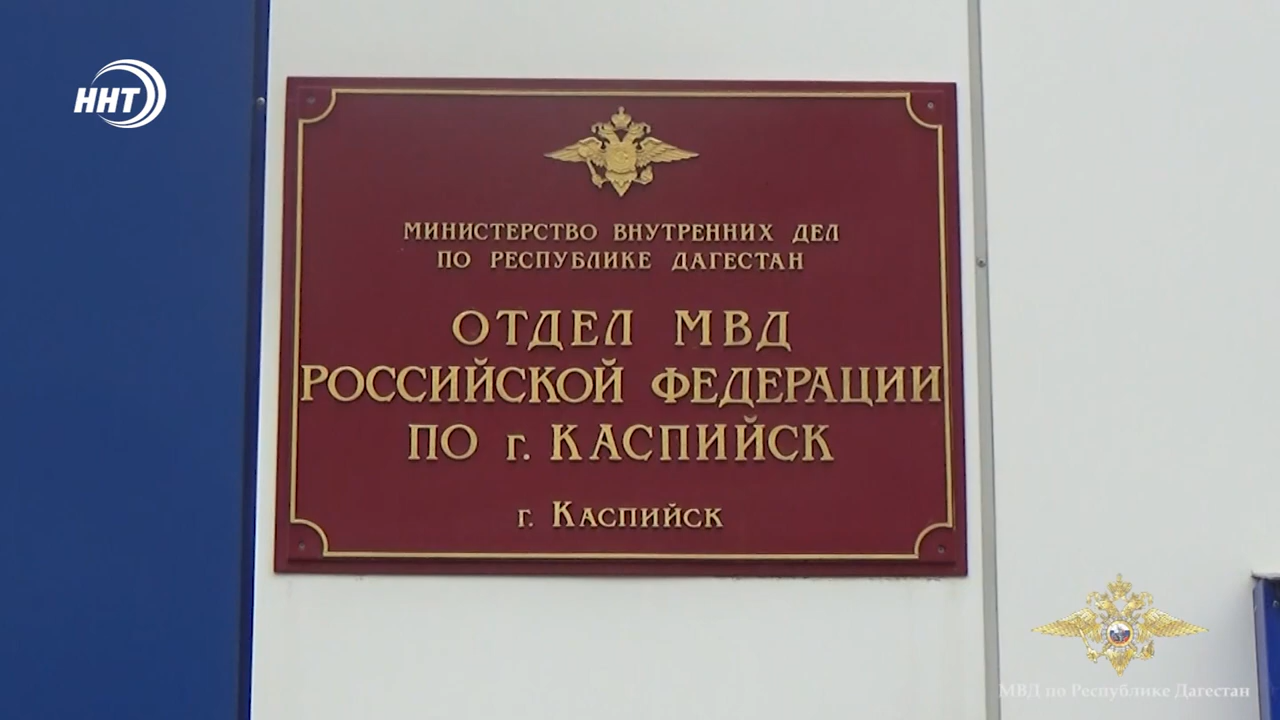 ННТ
МИНИСТЕРСТВО ВНУТРЕННИХ ДЕЛ
ПО РЕСПУБЛИКЕ ДАГЕСТАН
ОТДЕЛ МВД
РОССИЙСКОЙ ФЕДЕРАЦИИ
ПО г. КАСПИЙСК
г. КАСПИЙСК
МВД по Республике Дагестан